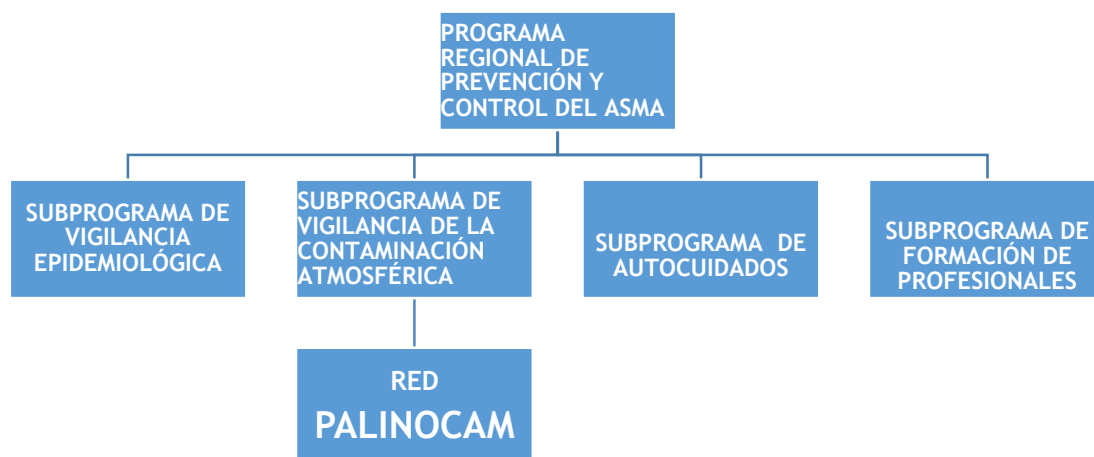 PROGRAMA
REGIONAL DE
PREVENCIÓN Y
CONTROL DEL ASMA
SUBPROGRAMA DE
VIGILANCIA
EPIDEMIOLÓGICA
SUBPROGRAMA DE
VIGILANCIA DE LA
CONTAMINACIÓN
ATMOSFÉRICA
SUBPROGRAMA DE
AUTOCUIDADOS
SUBPROGRAMA DE
FORMACIÓN DE
PROFESIONALES
RED
PALINOCAM